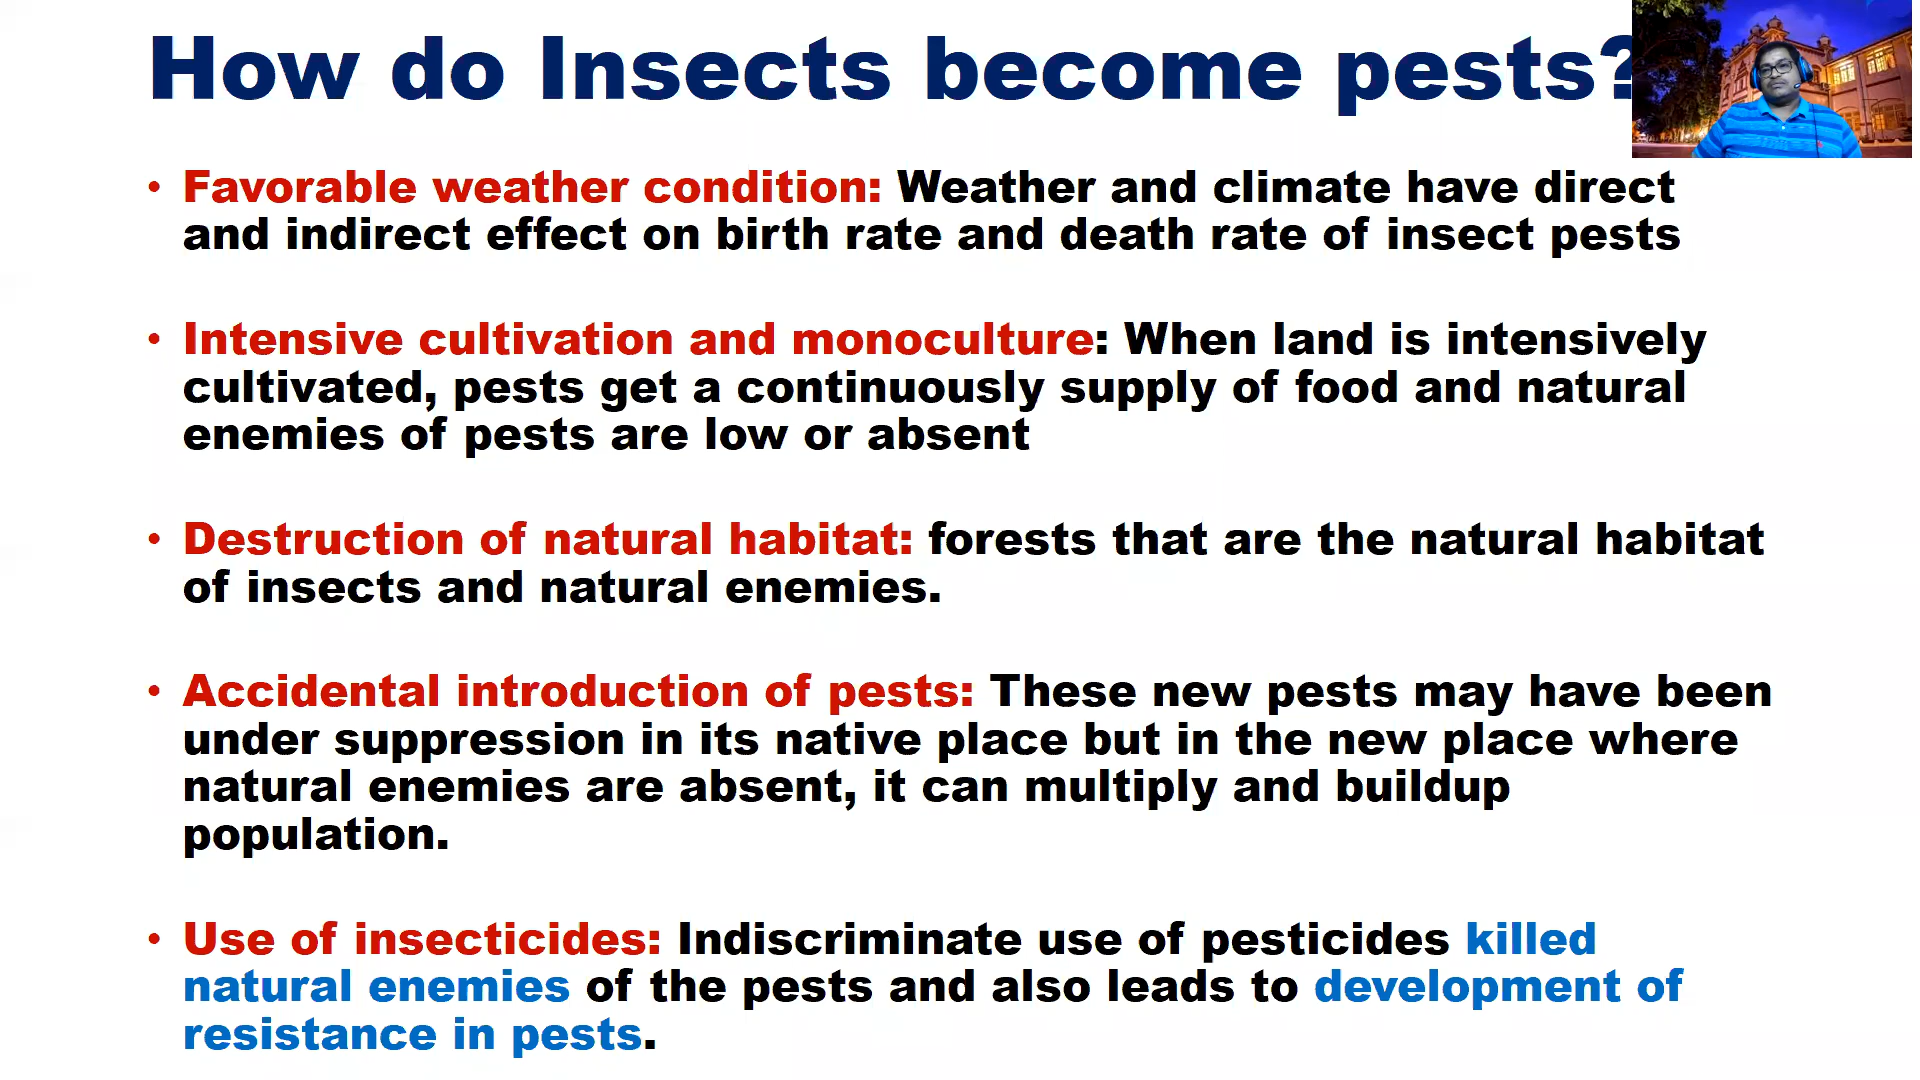 How do Insects become pests?
• Favorable weather condition: Weather and climate have direct
and indirect effect on birth rate and death rate of insect pests
• Intensive cultivation and monoculture: When land is intensively
cultivated, pests get a continuously supply of food and natural
enemies of pests are low or absent
• Destruction of natural habitat: forests that are the natural habitat
of insects and natural enemies.
• Accidental introduction of pests: These new pests may have been
under suppression in its native place but in the new place where
natural enemies are absent, it can multiply and buildup
population.
• Use of insecticides: Indiscriminate use of pesticides killed
natural enemies of the pests and also leads to development of
resistance in pests.